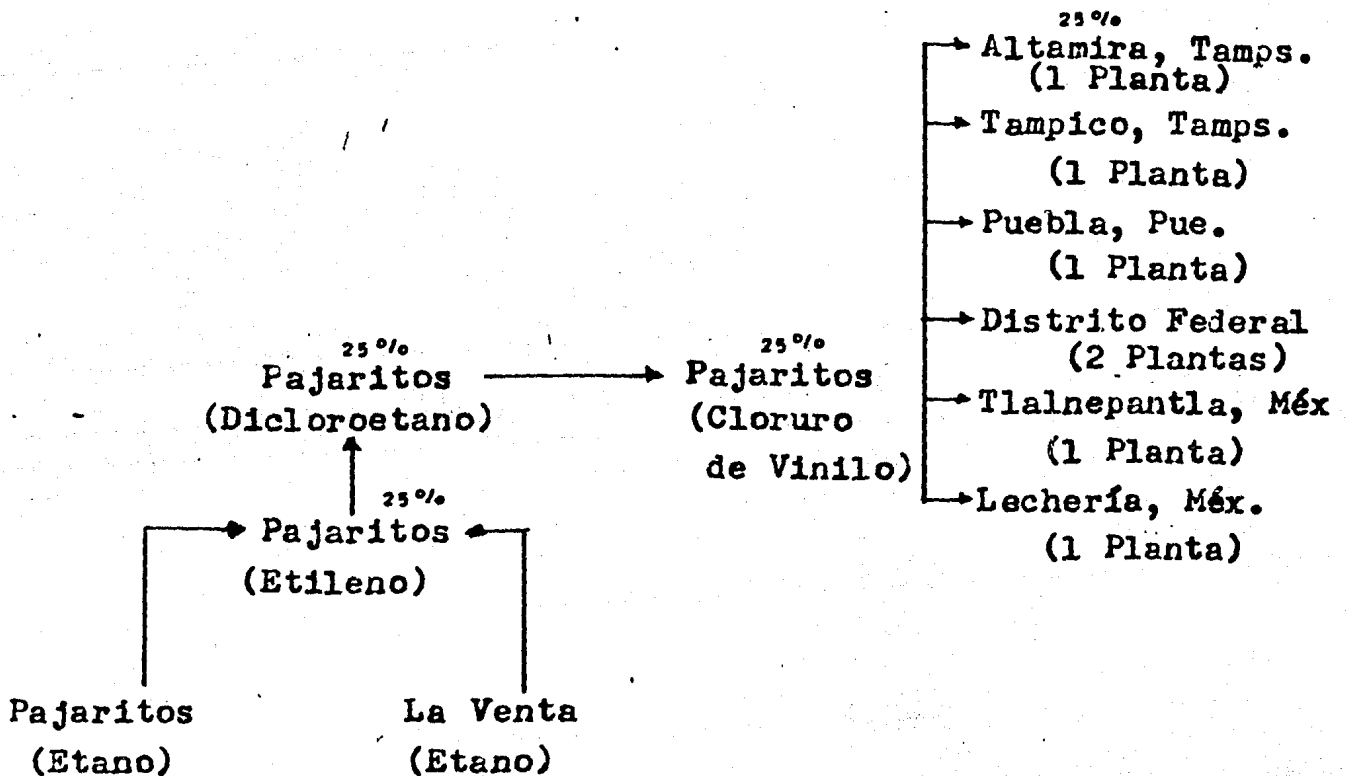 25%
Altamira, Tamps.
(1 Planta)
Tampico, Tamps.
(1 Planta)
Puebla, Pue.
(1 Planta)
Distrito Federal
(2 Plantas)
Tlalnepantla, Méx
(1 Planta)
Lechería, Méx.
(1 Planta)
25%
Pajaritos
(Dicloroetano)
25%
Pajaritos
(Cloruro
de Vinilo)
25%
Pajaritos
(Etileno)
Pajaritos
(Etano)
La Venta
(Etano)